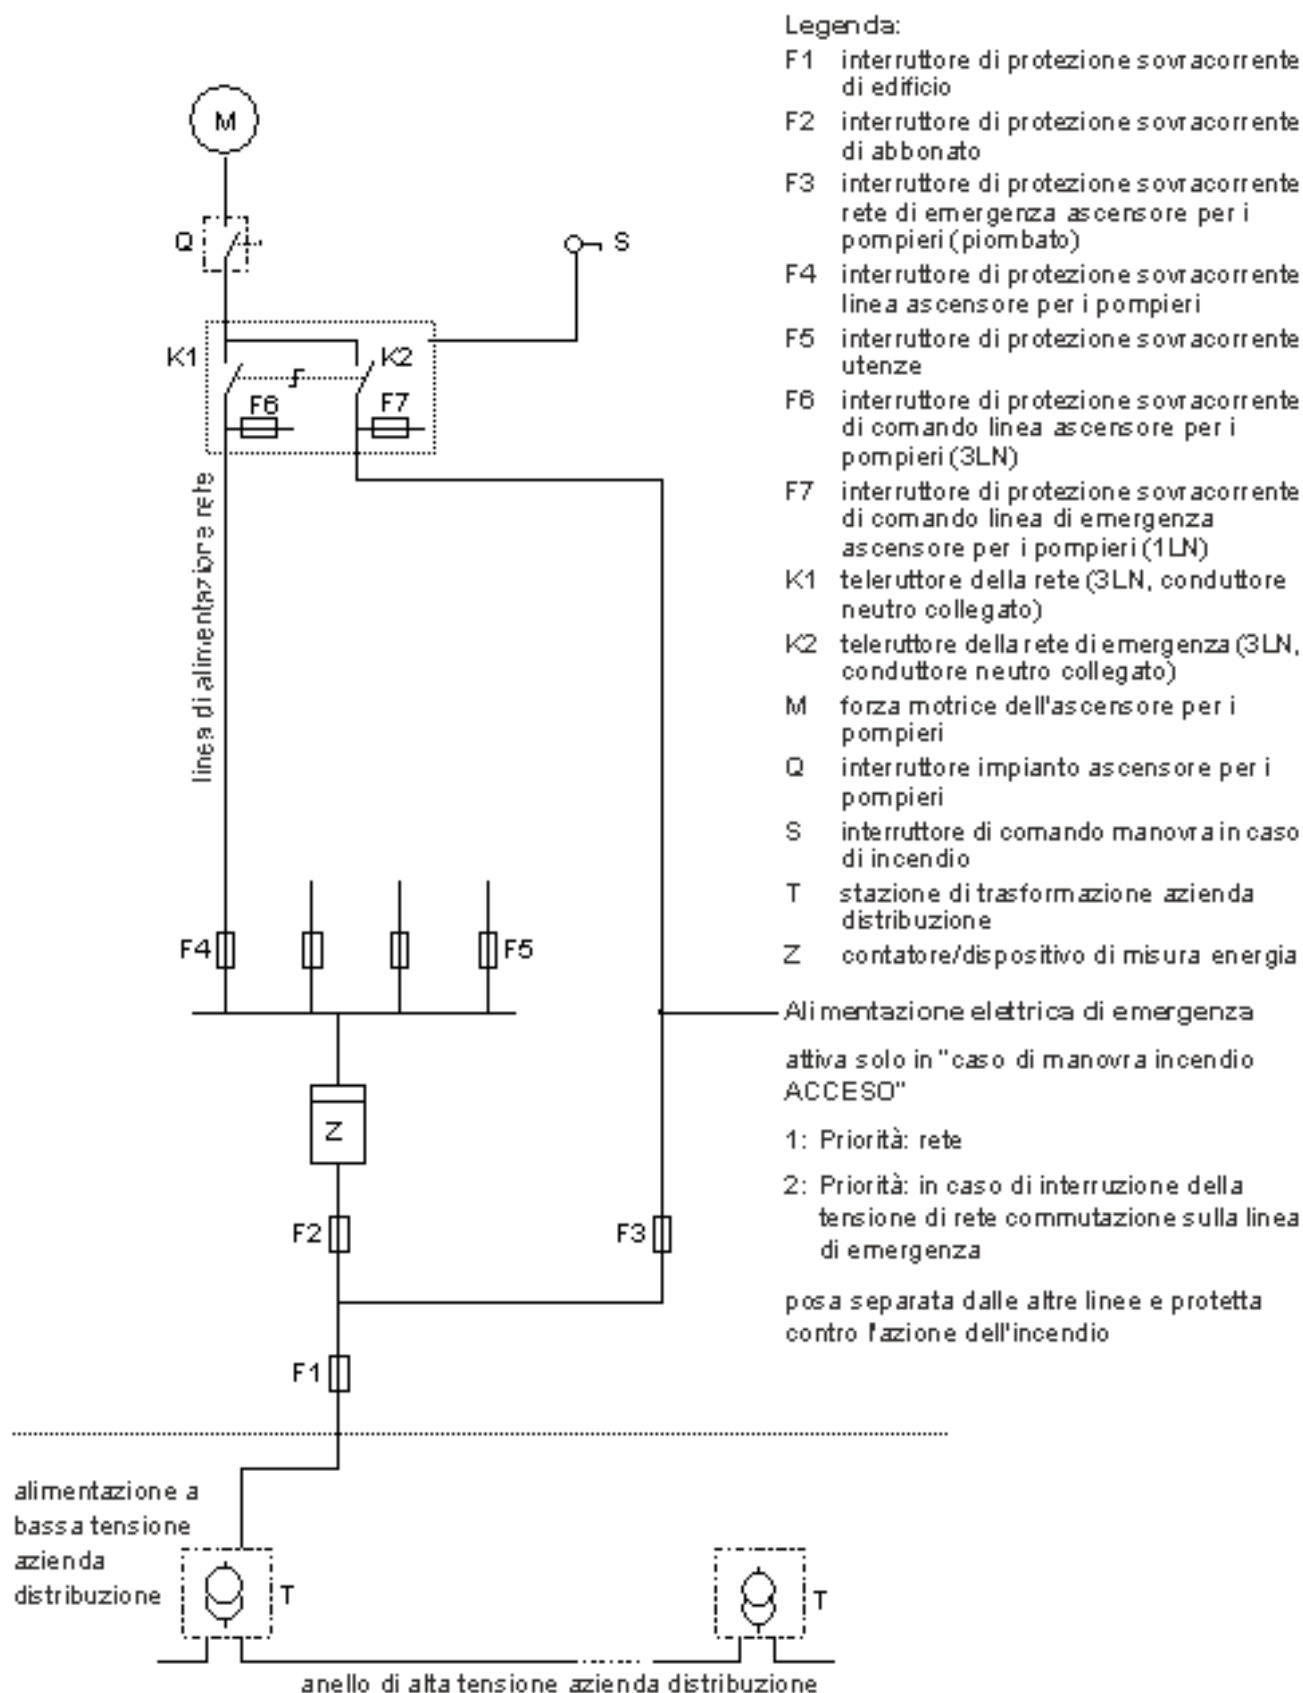 Legenda:
F1 interruttore di protezione sovracorrente
di edificio
F2 interruttore di protezione sovracorrente
di abbonato
F3 interruttore di protezione sovracorrente
rete di emergenza ascensore per i
pompieri (piombato)
F4 interruttore di protezione sovracorrente
linea ascensore per i pompieri
F5 interruttore di protezione sovracorrente
utenze
F6 interruttore di protezione sovracorrente
di comando linea ascensore per i
pompieri (3LN)
F7 interruttore di protezione sovracorrente
di comando linea di emergenza
ascensore per i pompieri (1LN)
K1 teleruttore della rete (3LN, conduttore
neutro collegato)
K2 teleruttore della rete di emergenza (3LN,
conduttore neutro collegato)
M forza motrice dell'ascensore per i
pompieri
Q interruttore impianto ascensore per i
pompieri
S interruttore di comando manovra in caso
di incendio
T stazione di trasformazione azienda
distribuzione
Z contatore/dispositivo di misura energia
Alimentazione elettrica di emergenza
attiva solo in "caso di manovra incendio
ACCESO"
1: Priorità: rete
2: Priorità: in caso di interruzione della
tensione di rete commutazione sulla linea
di emergenza
posa separata dalle altre linee e protetta
contro l'azione dell'incendio
M
Q
S
K1
K2
F6
F7
linea di alimentazione rete
F4
F5
Z
F2
F3
F1
alimentazione a
bassa tensione
azienda
distribuzione
T
T
anello di alta tensione azienda distribuzione